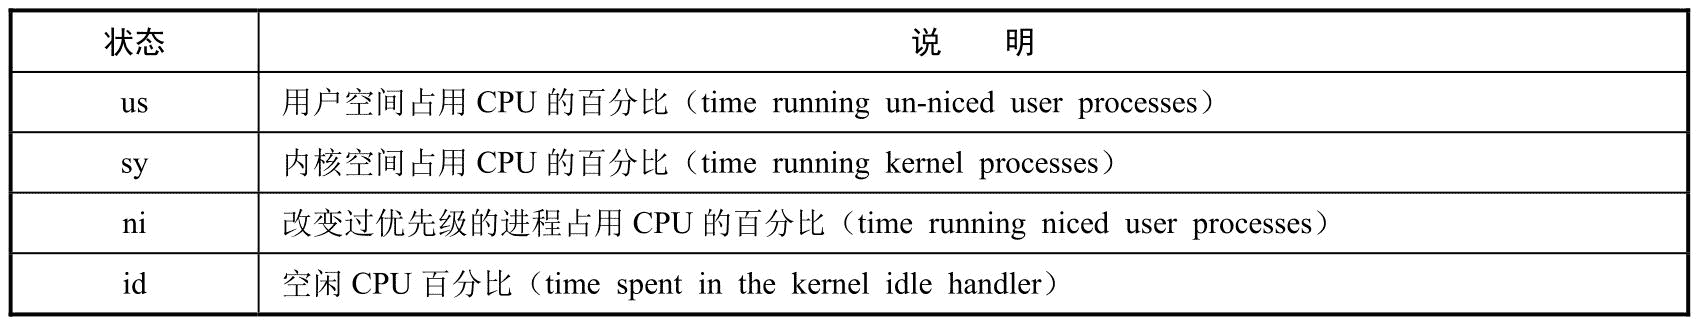 状态 说 明
us 用户空间占用 CPU 的百分比（time running un-niced user processes）
sy 内核空间占用 CPU 的百分比（time running kernel processes）
ni 改变过优先级的进程占用 CPU 的百分比（time running niced user processes）
id 空闲 CPU 百分比（time spent in the kernel idle handler）